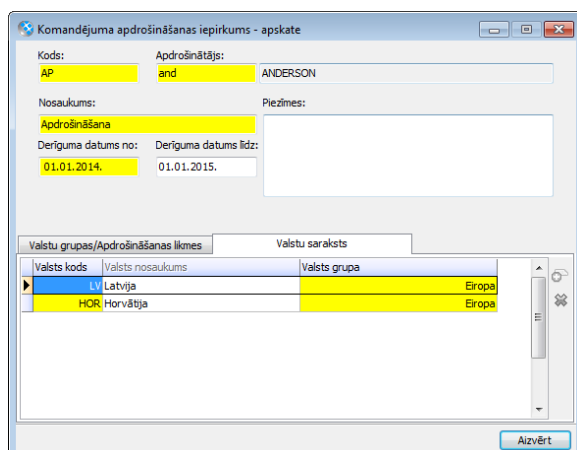 Komandējuma apdrošināšanas iepirkums - apskate
Kods: Apdrošinātājs:
AP and ANDERSON
Nosaukums: Piezīmes:
Apdrošināšana
Derīguma datums no: Derīguma datums līdz:
01.01.2014. 01.01.2015.
Valstu grupas/Apdrošināšanas likmes Valstu saraksts
Valsts kods Valsts nosaukums Valsts grupa
LV Latvija Eiropa
HOR Horvātija Eiropa
Aizvērt